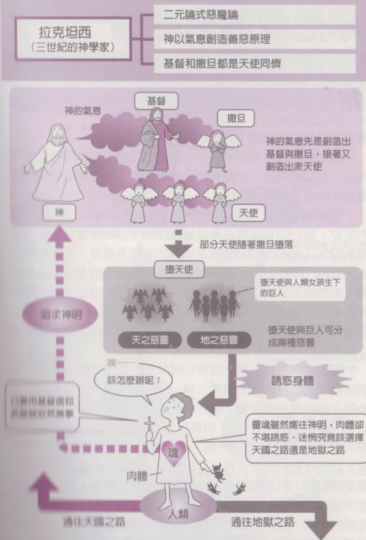 拉克坦西
（三世紀的神學家）
二元論式惡魔論
神以氣息創造善惡原理
基督和撒旦都是天使同儕
神的氣息
基督
撒旦
神的氣息先是創造出
基督與撒旦，接著又
創造出眾天使
神
天使
部分天使隨著撒旦墮落
墮天使
墮天使與人類女孩生下
的巨人
天之惡靈
地之惡靈
墮天使與巨人可分
成兩種惡靈
追求神明
誘惑身體
唉……
該怎麼辦呢？
靈魂雖然嚮往神明，肉體卻
不堪誘惑。迷惘究竟該選擇
天國之路還是地獄之路
魂
肉體
人類
通往天國之路
通往地獄之路